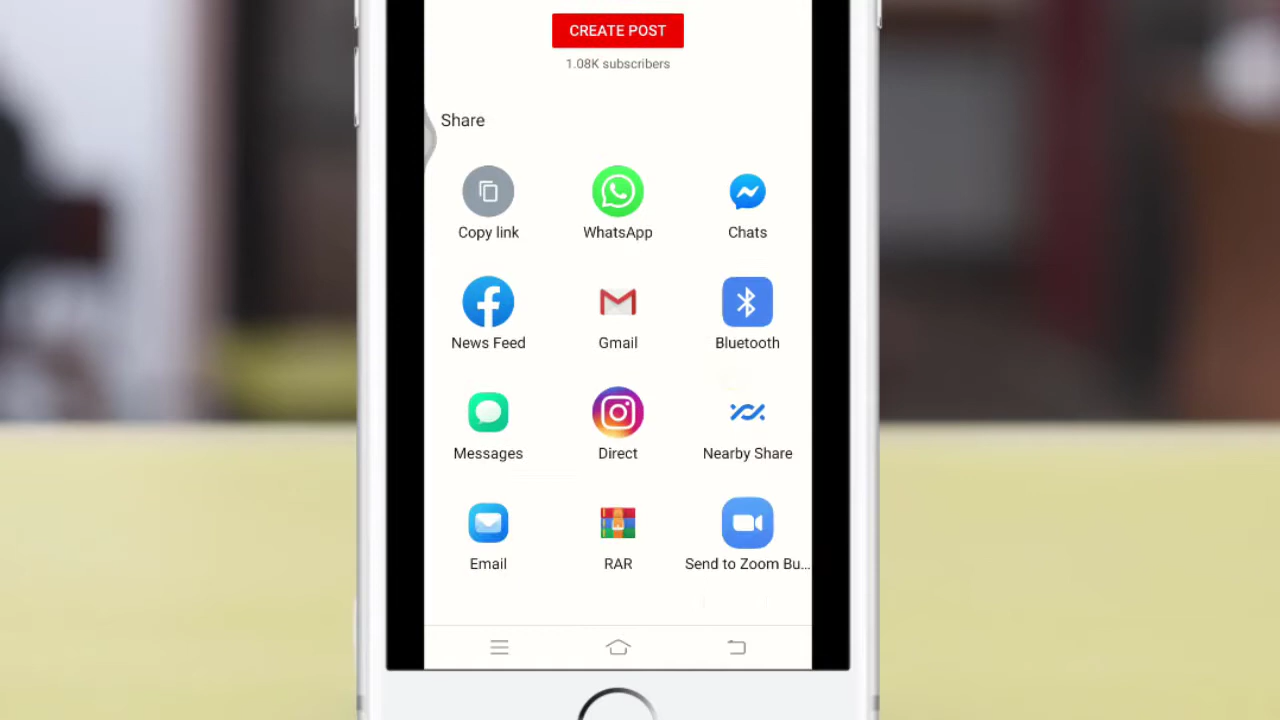 CREATE POST
1.08K subscribers
Share
Copy link
WhatsApp
Chats
News Feed
Gmail
Bluetooth
Messages
Direct
Nearby Share
Email
RAR
Send to Zoom Bu...